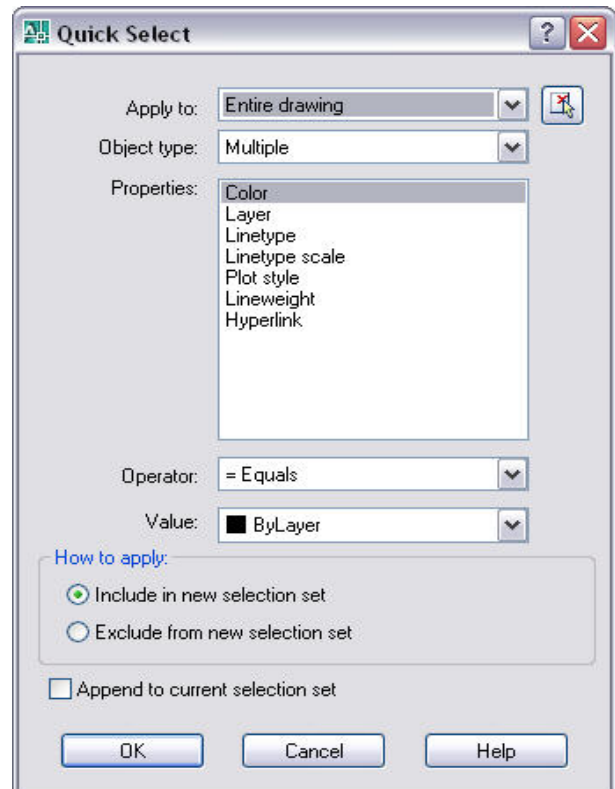 Quick Select
Apply to: Entire drawing
Object type: Multiple
Properties: Color
Layer
Linetype
Linetype scale
Plot style
Lineweight
Hyperlink
Operator: = Equals
Value: ByLayer
How to apply:
Include in new selection set
Exclude from new selection set
Append to current selection set
OK Cancel Help